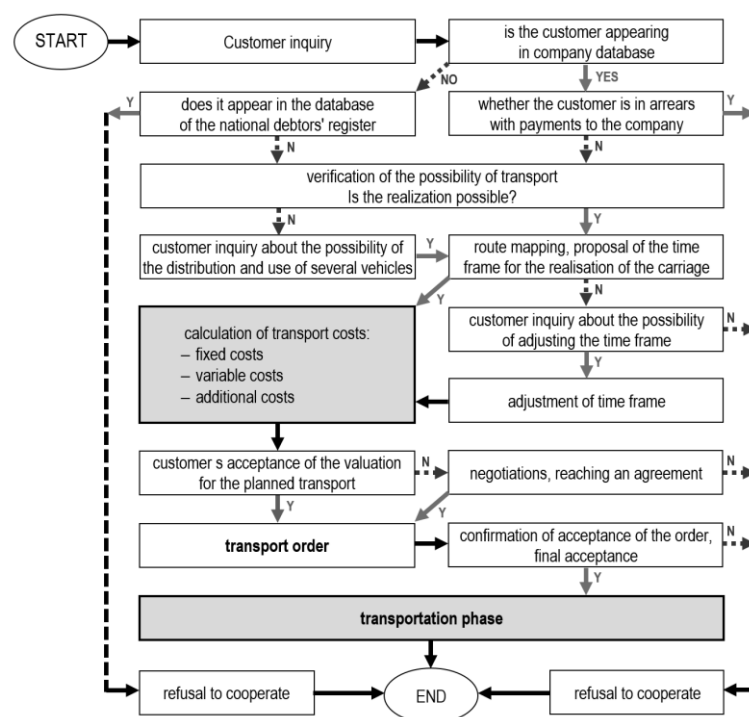 START
Customer inquiry
is the customer appearing
in company database
NO
YES
Y
does it appear in the database
of the national debtors' register
whether the customer is in arrears
with payments to the company
Y
N
N
verification of the possibility of transport
Is the realization possible?
N
Y
customer inquiry about the possibility of
the distribution and use of several vehicles
Y
route mapping, proposal of the time
frame for the realisation of the carriage
Y
N
calculation of transport costs:
– fixed costs
– variable costs
– additional costs
customer inquiry about the possibility
of adjusting the time frame
N
Y
adjustment of time frame
customer s acceptance of the valuation
for the planned transport
N
negotiations, reaching an agreement
N
Y
Y
transport order
confirmation of acceptance of the order,
final acceptance
N
Y
transportation phase
refusal to cooperate
END
refusal to cooperate